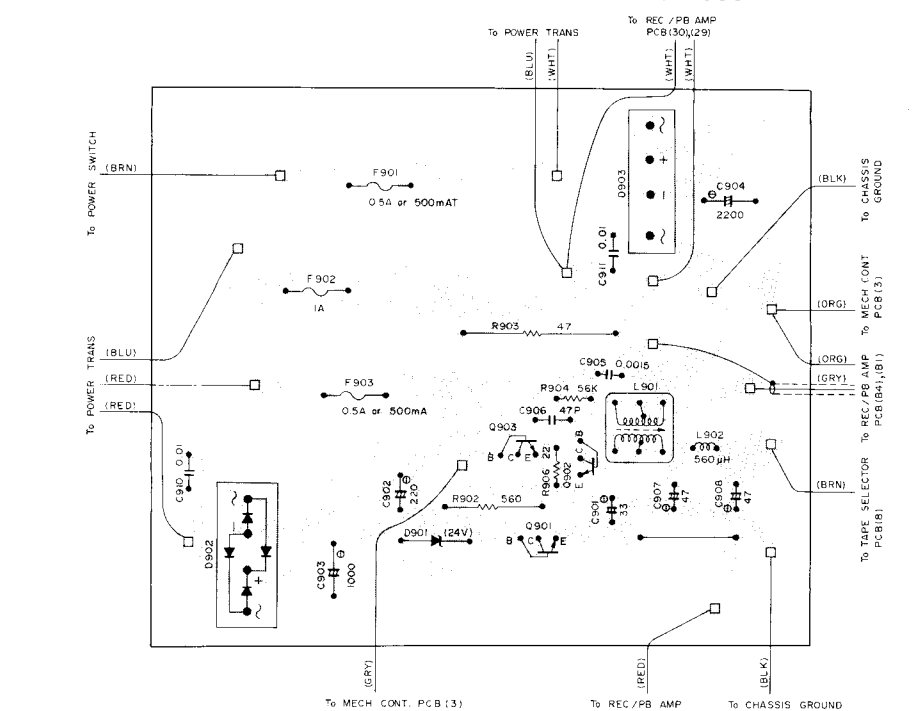 To POWER TRANS
To REC/PB AMP
PCB(30),(29)
(BLU)
(WHT)
(WHT)
(WHT)
To POWER SWITCH
(BRN)
F901
0.5A or 500mAT
D903
~
+
−
~
C904
⊖
2200
(BLK)
To CHASSIS
GROUND
C911 0.01
F902
1A
(ORG)
To MECH CONT
PCB(3)
R903 47
(BLU)
To POWER TRANS
(RED)
(RED)
(ORG)
(GRY)
To REC/PB AMP
PCB(B4),(B1)
C905 0.0015
F903
0.5A or 500mA
R904 56K
L901
C906 47P
Q903
B C E
R906 22
Q902
B
C
E
L902
560μH
C910 0.01
C902
220
⊖
R902 560
C901
33
⊖
C907
47
⊖
C908
47
⊖
(BRN)
To TAPE SELECTOR
PCB(8)
D902
~
−
+
~
C903
1000
⊖
D901 (24V)
Q901
B C E
(GRY)
(RED)
(BLK)
To MECH CONT. PCB(3)
To REC/PB AMP
To CHASSIS GROUND